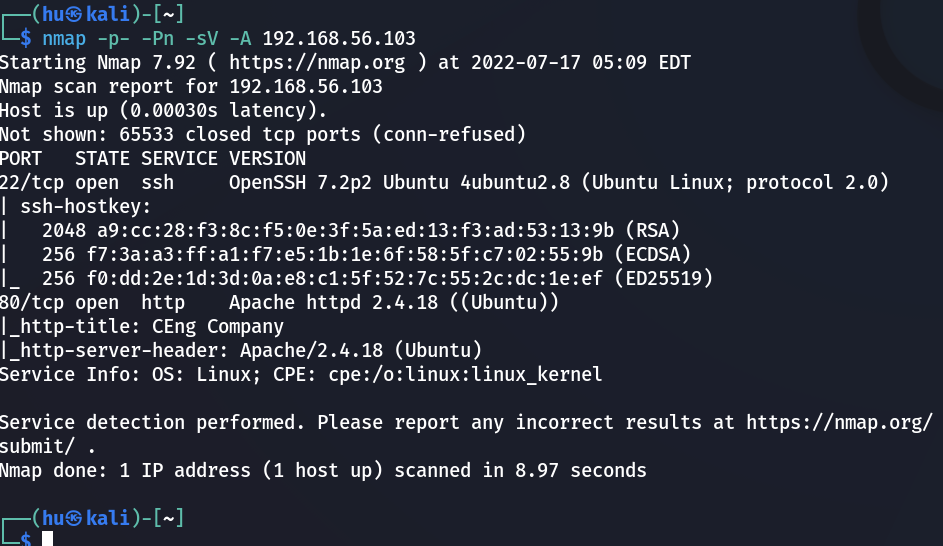 ┌──(hu㉿kali)-[~]
└─$ nmap -p- -Pn -sV -A 192.168.56.103
Starting Nmap 7.92 ( https://nmap.org ) at 2022-07-17 05:09 EDT
Nmap scan report for 192.168.56.103
Host is up (0.00030s latency).
Not shown: 65533 closed tcp ports (conn-refused)
PORT   STATE SERVICE VERSION
22/tcp open  ssh     OpenSSH 7.2p2 Ubuntu 4ubuntu2.8 (Ubuntu Linux; protocol 2.0)
| ssh-hostkey:
|   2048 a9:cc:28:f3:8c:f5:0e:3f:5a:ed:13:f3:ad:53:13:9b (RSA)
|   256 f7:3a:a3:ff:a1:f7:e5:1b:1e:6f:58:5f:c7:02:55:9b (ECDSA)
|_  256 f0:dd:2e:1d:3d:0a:e8:c1:5f:52:7c:55:2c:dc:1e:ef (ED25519)
80/tcp open  http    Apache httpd 2.4.18 ((Ubuntu))
|_http-title: CEng Company
|_http-server-header: Apache/2.4.18 (Ubuntu)
Service Info: OS: Linux; CPE: cpe:/o:linux:linux_kernel

Service detection performed. Please report any incorrect results at https://nmap.org/
submit/ .
Nmap done: 1 IP address (1 host up) scanned in 8.97 seconds

┌──(hu㉿kali)-[~]
└─$